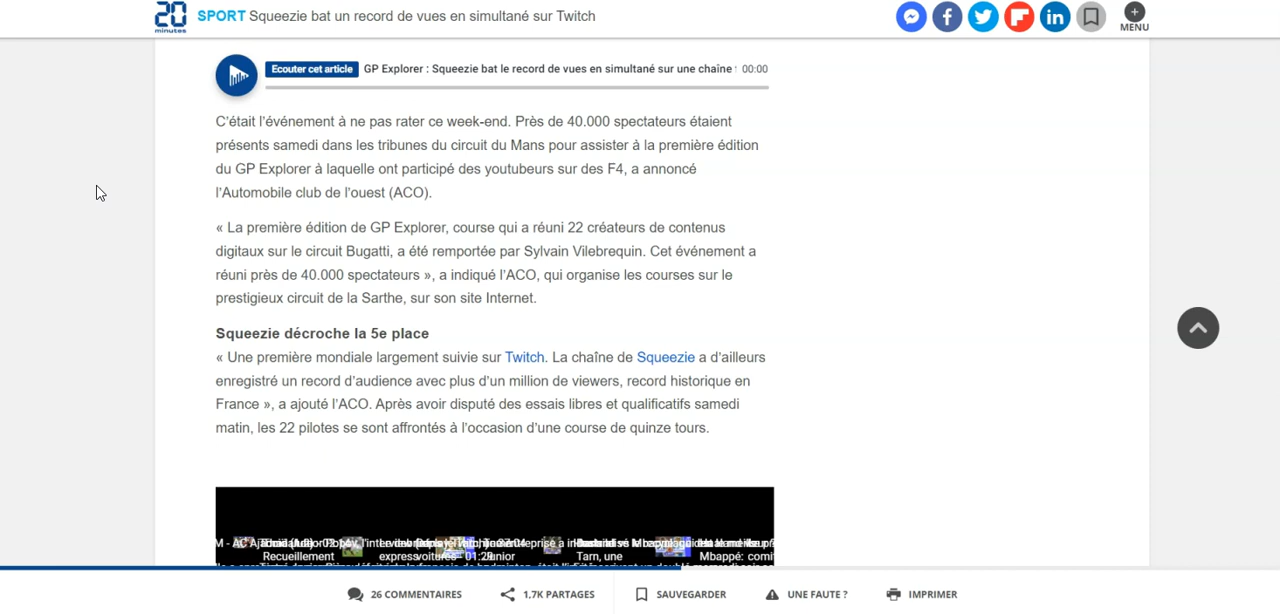 20 minutes
SPORT Squeezie bat un record de vues en simultané sur Twitch
MENU
Ecouter cet article GP Explorer : Squeezie bat le record de vues en simultané sur une chaîne 00:00
C’était l’événement à ne pas rater ce week-end. Près de 40.000 spectateurs étaient
présents samedi dans les tribunes du circuit du Mans pour assister à la première édition
du GP Explorer à laquelle ont participé des youtubeurs sur des F4, a annoncé
l’Automobile club de l’ouest (ACO).
« La première édition de GP Explorer, course qui a réuni 22 créateurs de contenus
digitaux sur le circuit Bugatti, a été remportée par Sylvain Vilebrequin. Cet événement a
réuni près de 40.000 spectateurs », a indiqué l’ACO, qui organise les courses sur le
prestigieux circuit de la Sarthe, sur son site Internet.
Squeezie décroche la 5e place
« Une première mondiale largement suivie sur Twitch. La chaîne de Squeezie a d’ailleurs
enregistré un record d’audience avec plus d’un million de viewers, record historique en
France », a ajouté l’ACO. Après avoir disputé des essais libres et qualificatifs samedi
matin, les 22 pilotes se sont affrontés à l’occasion d’une course de quinze tours.
Recueillement express voitures 01:29 Junior Tarn, une Mbappé:
26 COMMENTAIRES 1.7K PARTAGES SAUVEGARDER UNE FAUTE ? IMPRIMER